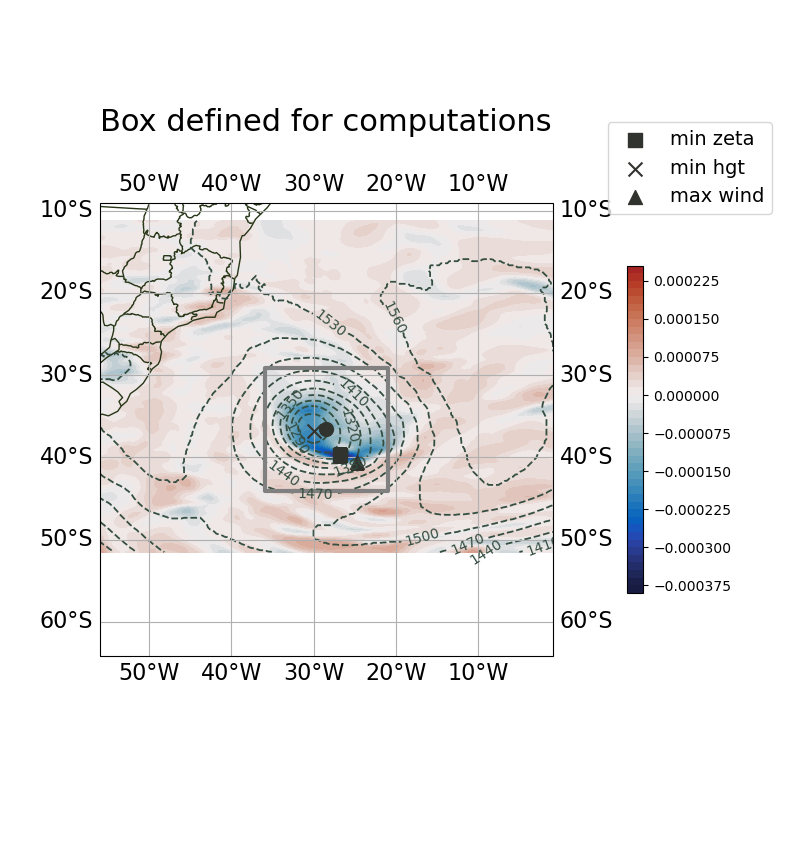 Box defined for computations
min zeta
min hgt
max wind
50°W 40°W 30°W 20°W 10°W
10°S 10°S
20°S 20°S
30°S 30°S
40°S 40°S
50°S 50°S
60°S 60°S
50°W 40°W 30°W 20°W 10°W
1530
1560
1410
1320
1440
1470
1500
1470
1440
0.000225
0.000150
0.000075
0.000000
−0.000075
−0.000150
−0.000225
−0.000300
−0.000375